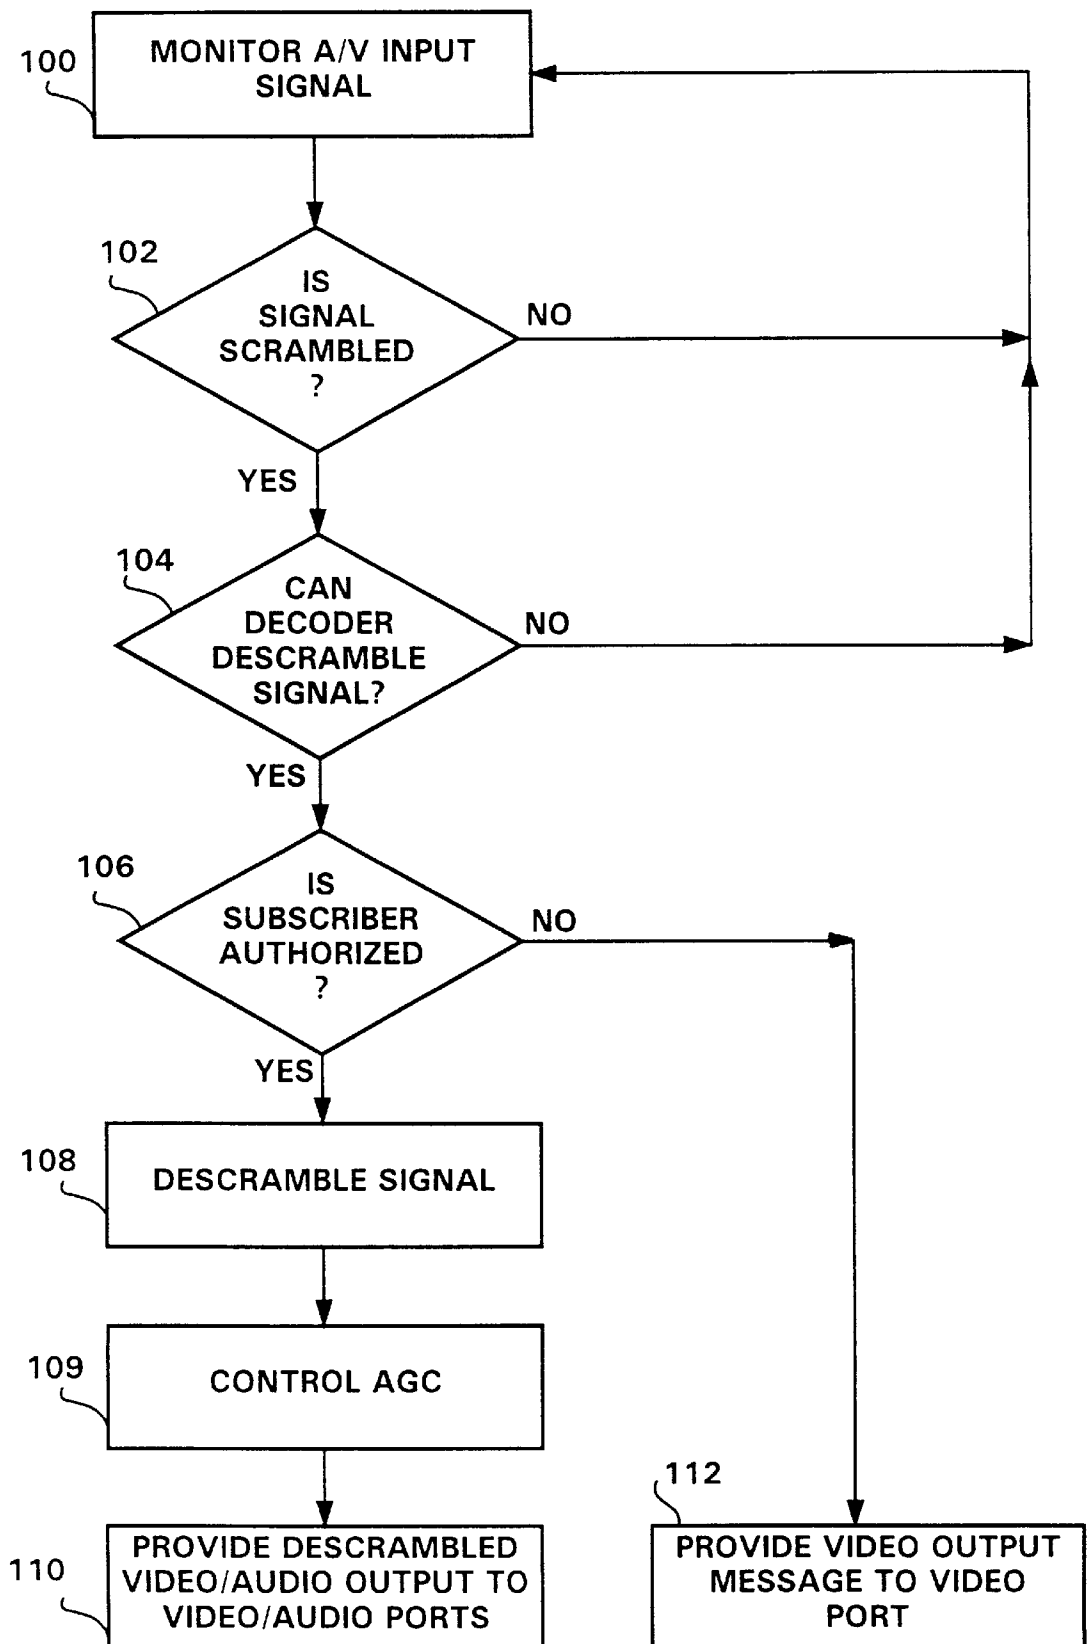 100
MONITOR A/V INPUT
SIGNAL
102
IS
SIGNAL
SCRAMBLED
?
NO
YES
104
CAN
DECODER
DESCRAMBLE
SIGNAL?
NO
YES
106
IS
SUBSCRIBER
AUTHORIZED
?
NO
YES
108
DESCRAMBLE SIGNAL
109
CONTROL AGC
110
PROVIDE DESCRAMBLED
VIDEO/AUDIO OUTPUT TO
VIDEO/AUDIO PORTS
112
PROVIDE VIDEO OUTPUT
MESSAGE TO VIDEO
PORT